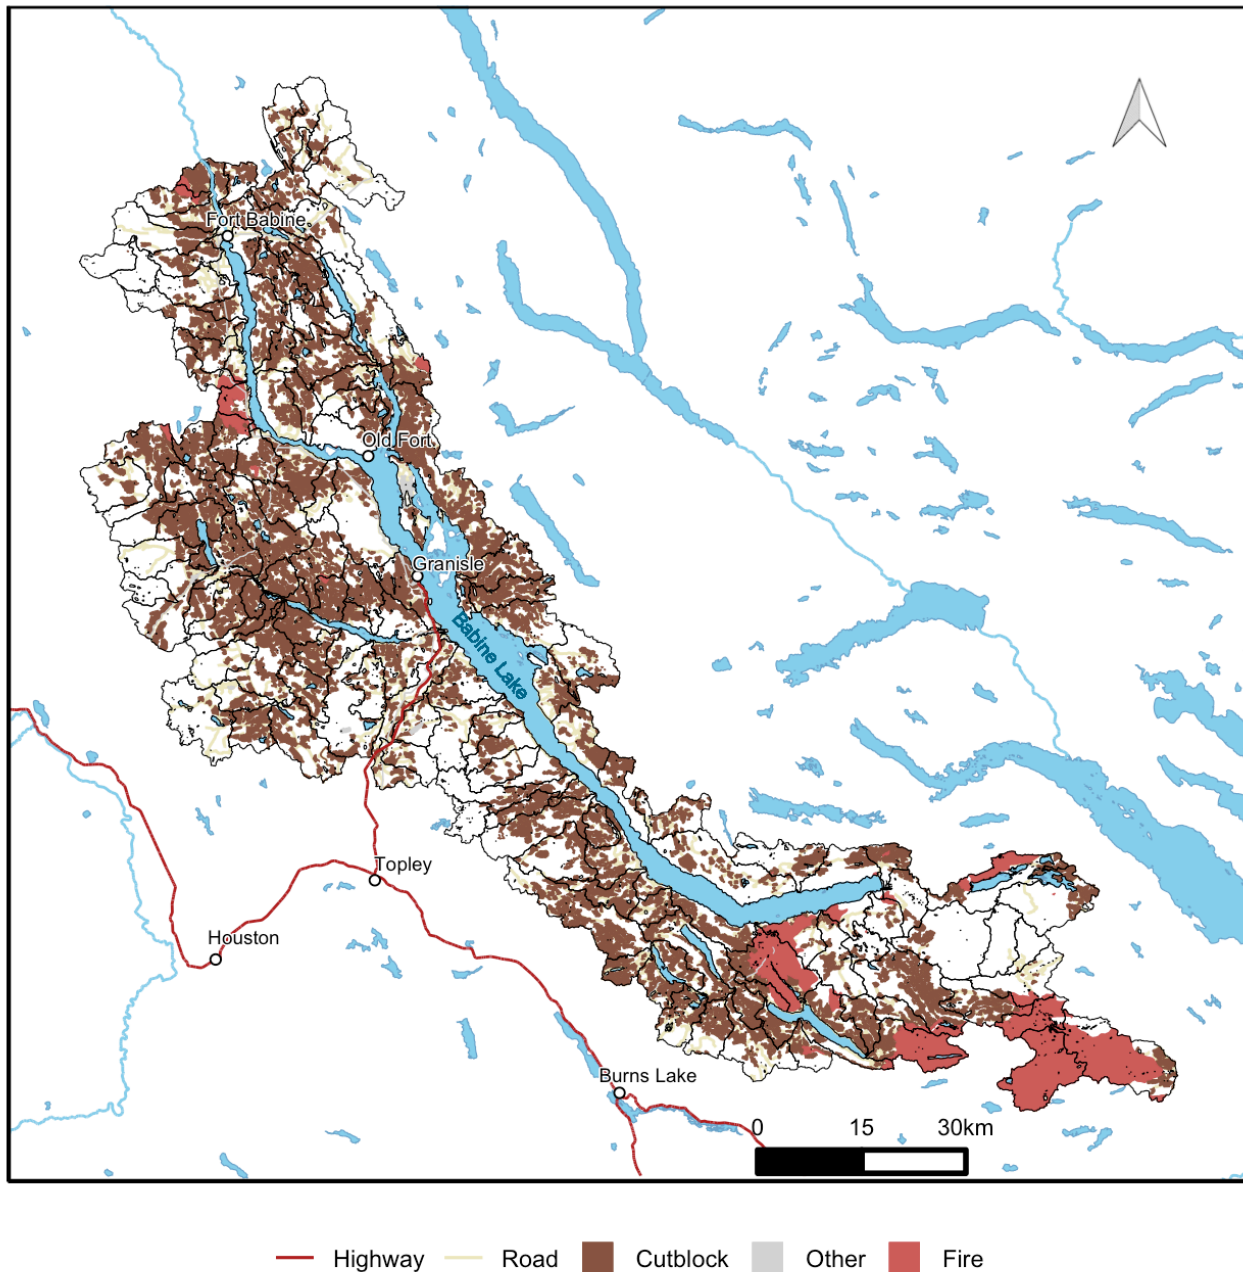 Fort Babine
Old Fort
Granisle
Babine Lake
Topley
Houston
Burns Lake
0 15 30km
Highway Road Cutblock Other Fire